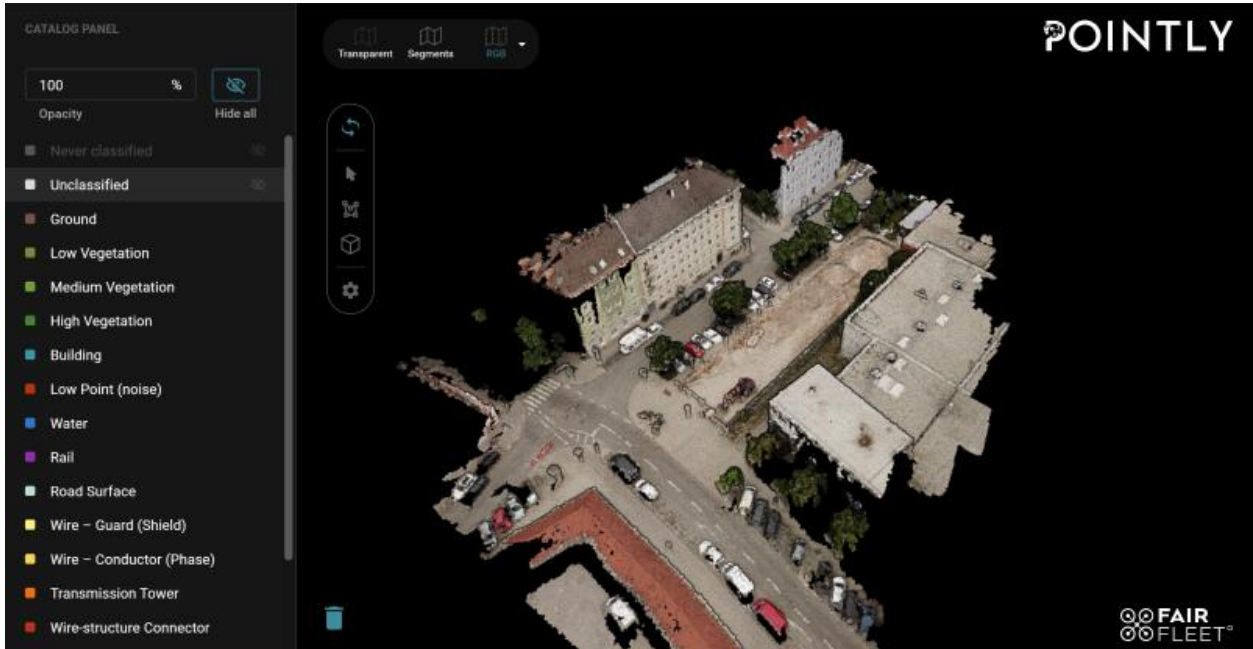 CATALOG PANEL
100 %
Opacity
Hide all
Never classified
Unclassified
Ground
Low Vegetation
Medium Vegetation
High Vegetation
Building
Low Point (noise)
Water
Rail
Road Surface
Wire – Guard (Shield)
Wire – Conductor (Phase)
Transmission Tower
Wire-structure Connector
Transparent Segments RGB
POINTLY
FAIR
FLEET